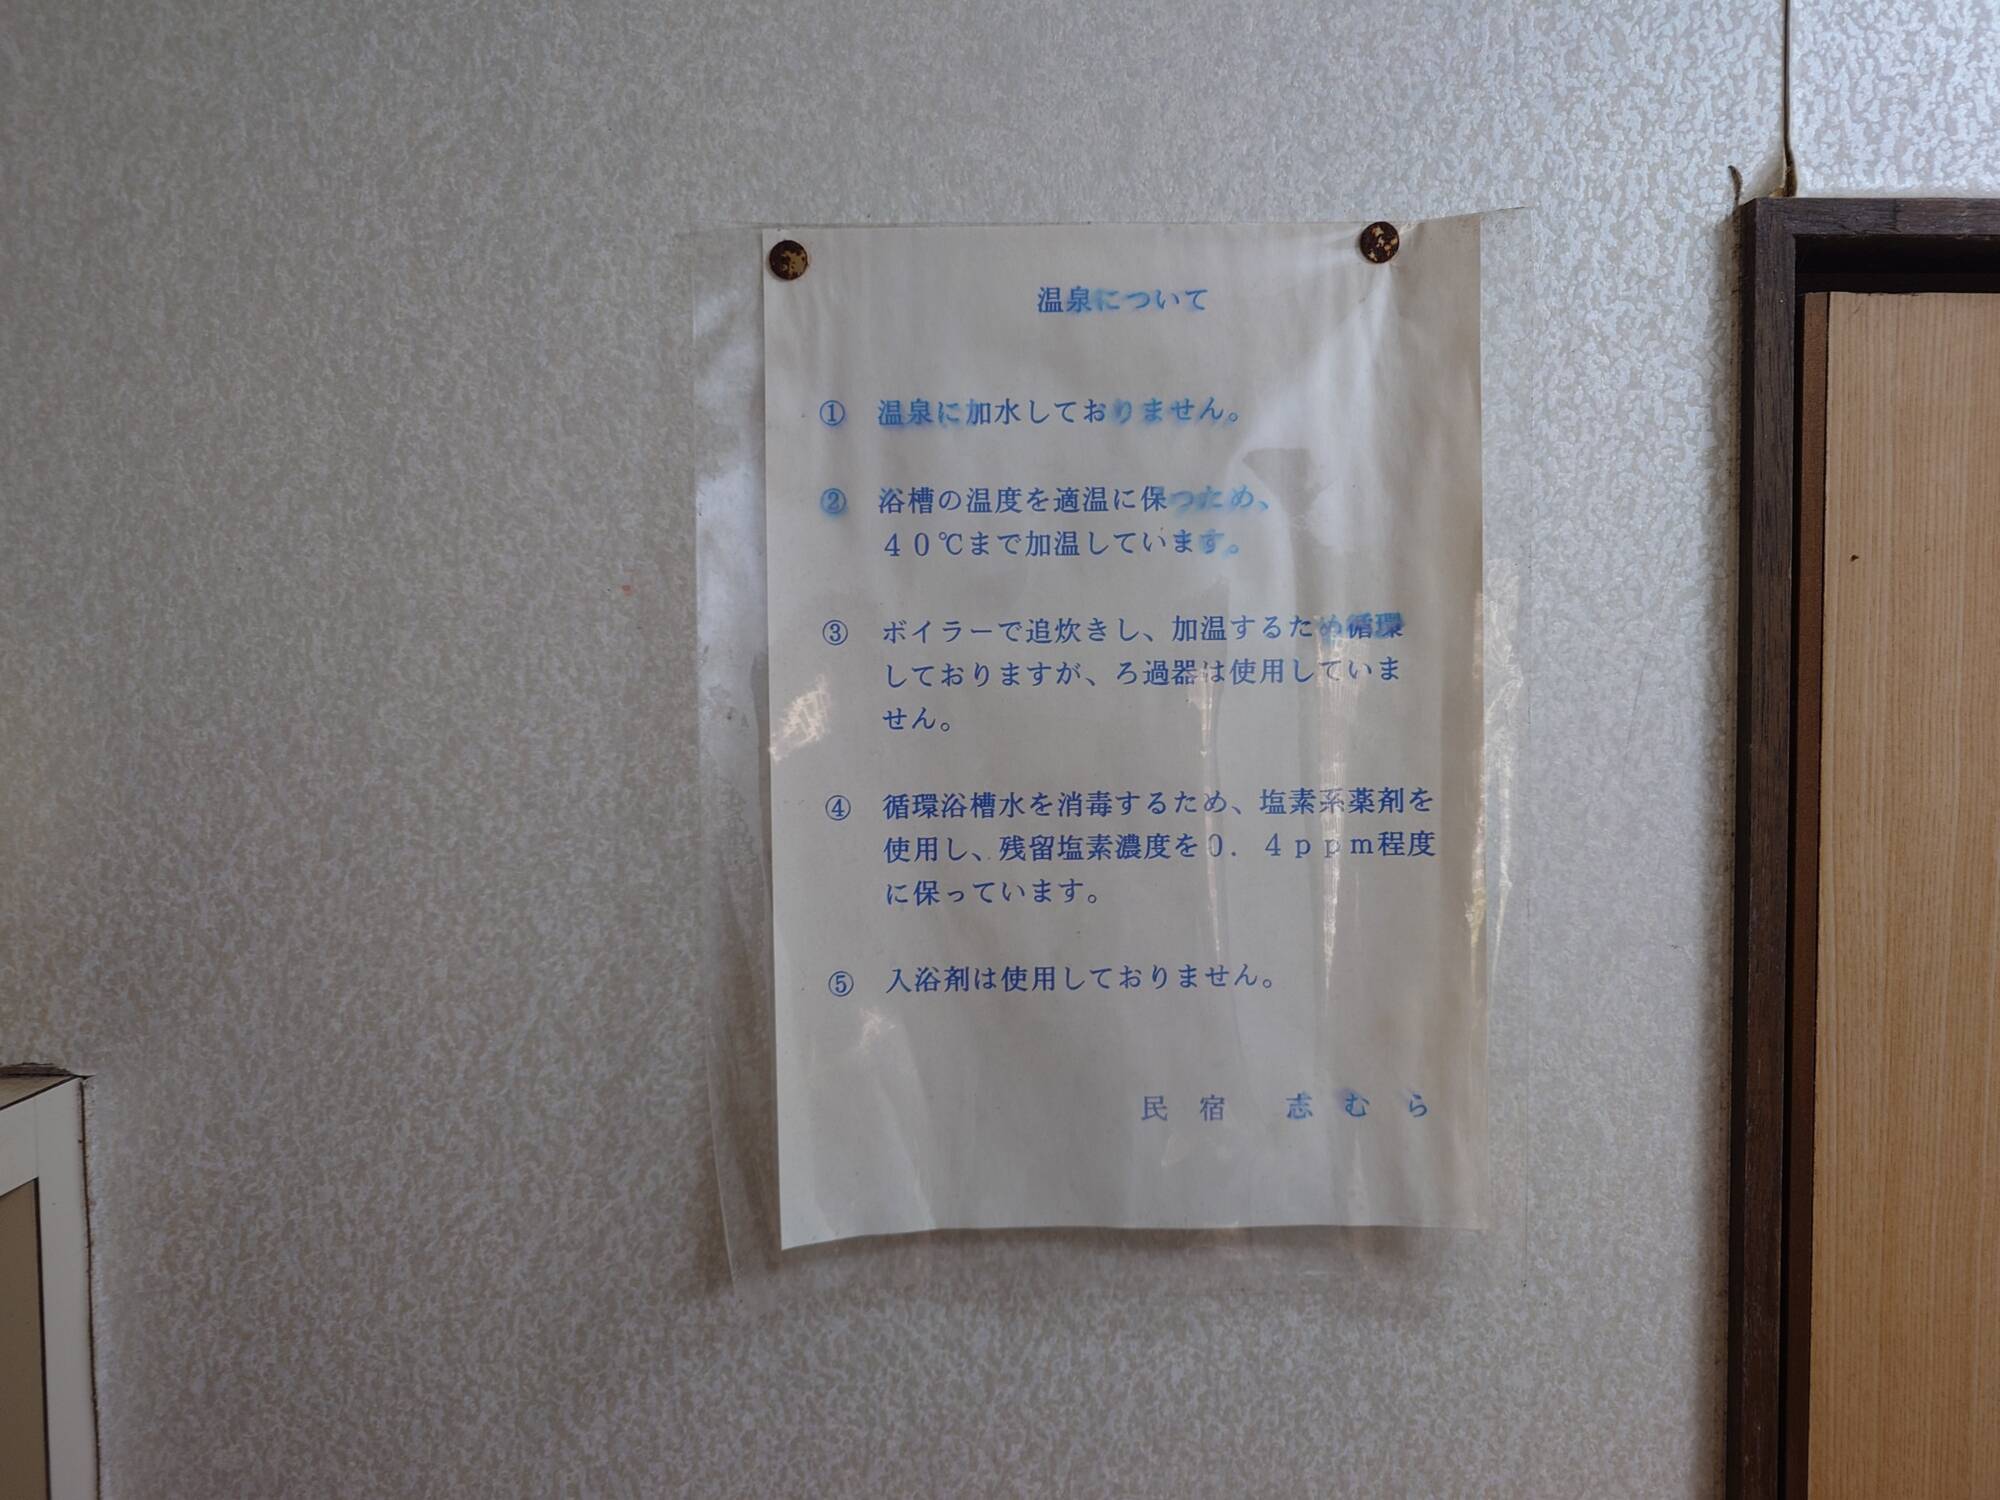 温泉について
① 温泉に加水しておりません。
② 浴槽の温度を適温に保つため、
４０℃まで加温しています。
③ ボイラーで追炊きし、加温するため循環
しておりますが、ろ過器は使用していま
せん。
④ 循環浴槽水を消毒するため、塩素系薬剤を
使用し、残留塩素濃度を０．４ｐｐｍ程度
に保っています。
⑤ 入浴剤は使用しておりません。
民　宿　　志　む　ら